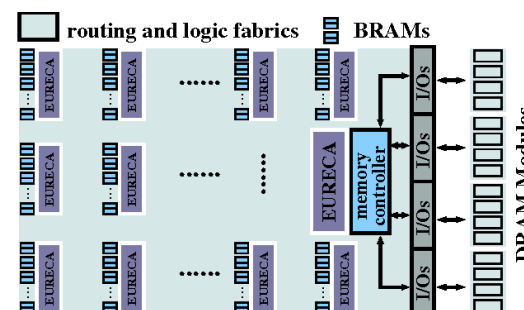 routing and logic fabrics
BRAMs
EURECA
EURECA
EURECA
EURECA
I/Os
EURECA
EURECA
EURECA
memory
controller
I/Os
I/Os
EURECA
EURECA
EURECA
EURECA
I/Os
DRAM Modules